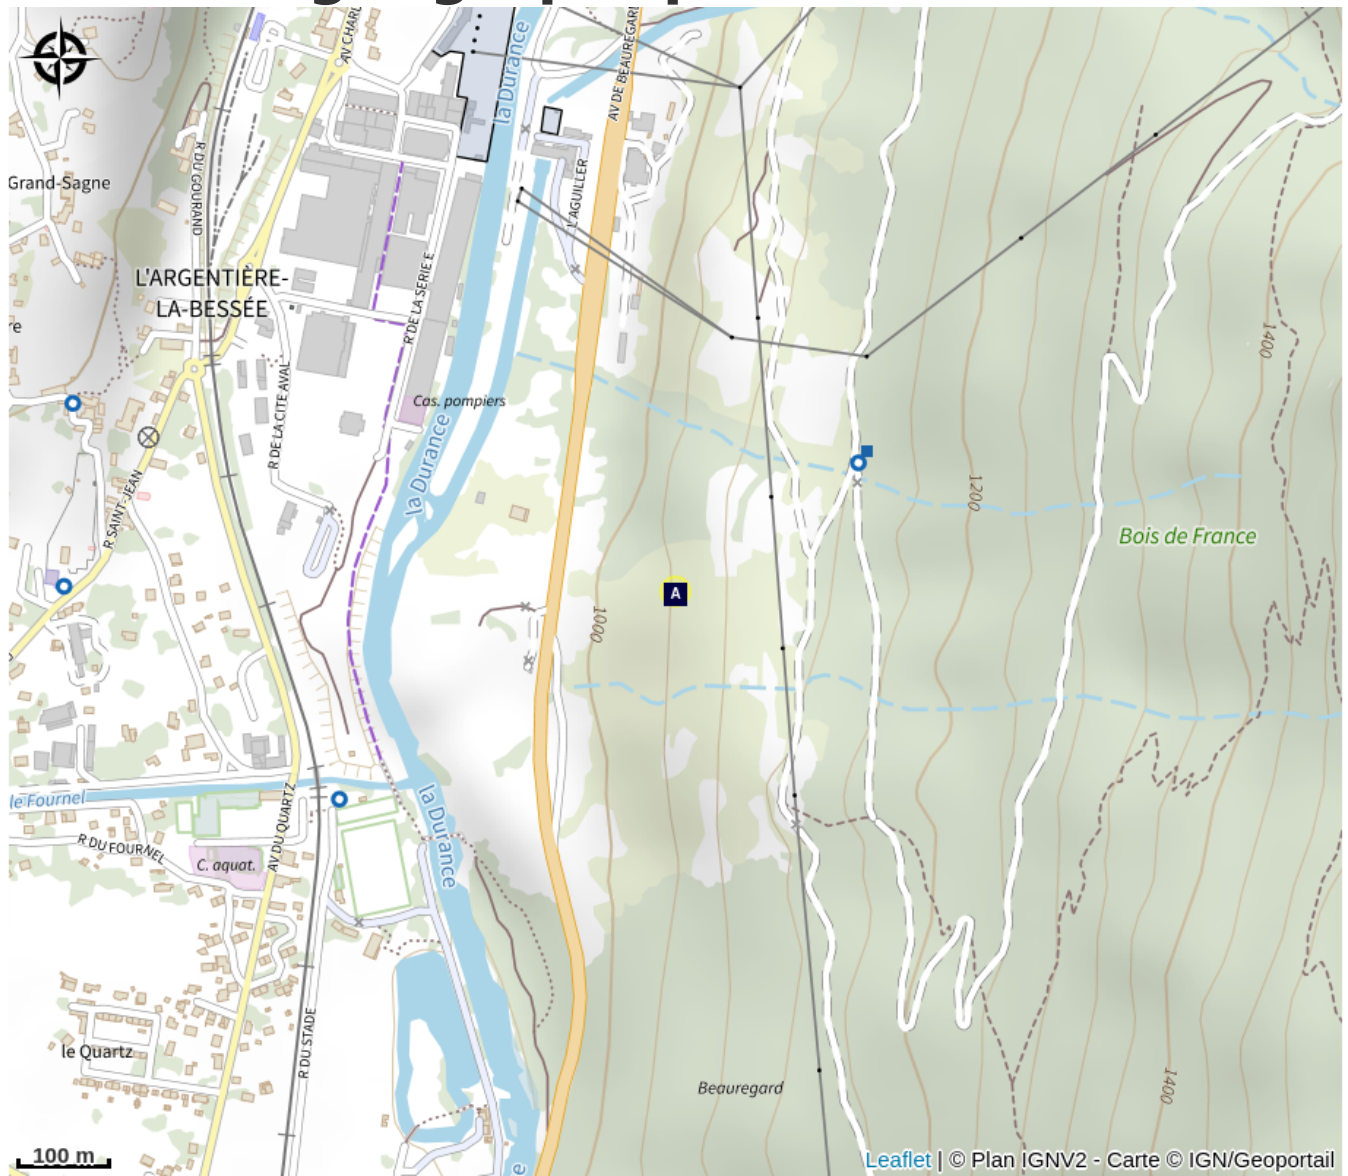 AV CHAR
la Durance
AV DE BEAUREGARD
R DU GOURAND
Grand-Sagne
L'AGUILLER
L'ARGENTIÈRE-
LA-BESSÉE
R DE LA SERIE E
re
1400
R DE LA CITE AVAL
Cas. pompiers
la Durance
R SAINT-JEAN
1200
Bois de France
A
1000
le Fournel
la Durance
AV DU QUARTZ
R DU FOURNEL
C. aquat.
R DU STADE
le Quartz
Beauregard
1400
100 m
Leaflet | © Plan IGNV2 - Carte © IGN/Geoportail